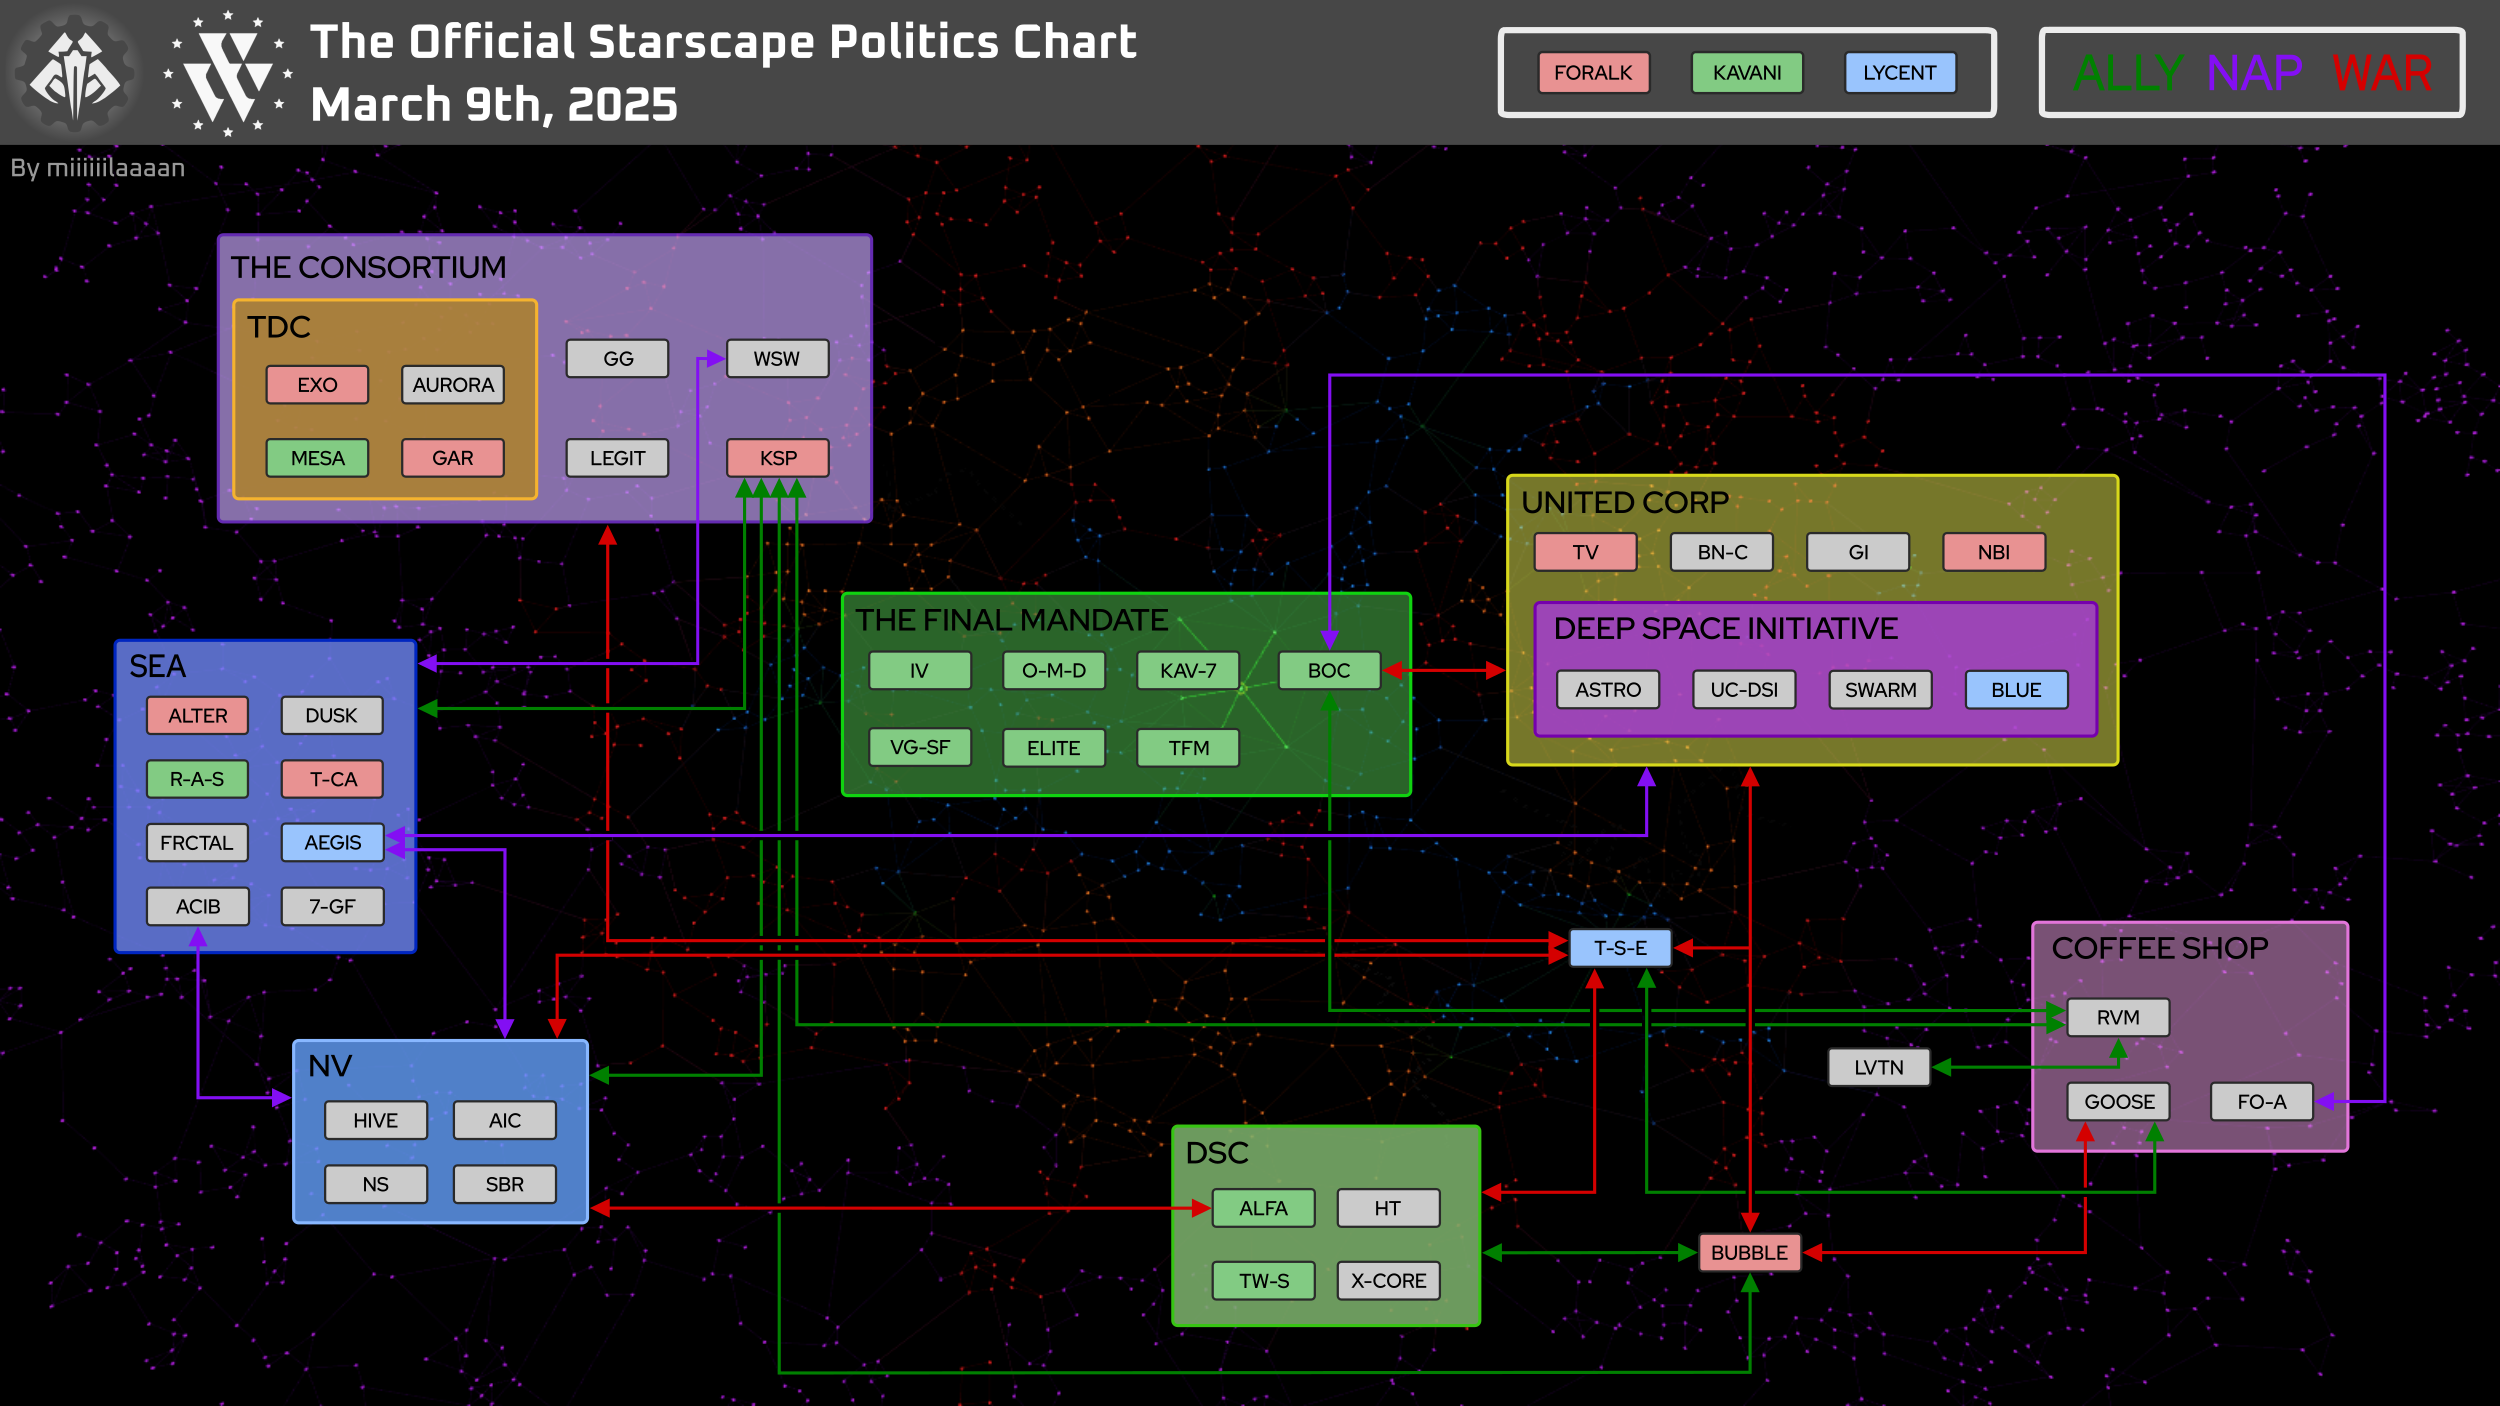 The Official Starscape Politics Chart
March 9th, 2025
FORALK KAVANI LYCENT
ALLY NAP WAR
By miiiiiilaaaan
THE CONSORTIUM
TDC
EXO AURORA
MESA GAR
GG WSW
LEGIT KSP
UNITED CORP
TV BN-C GI NBI
DEEP SPACE INITIATIVE
ASTRO UC-DSI SWARM BLUE
THE FINAL MANDATE
IV O-M-D KAV-7 BOC
VG-SF ELITE TFM
SEA
ALTER DUSK
R-A-S T-CA
FRCTAL AEGIS
ACIB 7-GF
T-S-E
COFFEE SHOP
RVM
GOOSE FO-A
LVTN
NV
HIVE AIC
NS SBR
DSC
ALFA HT
TW-S X-CORE
BUBBLE